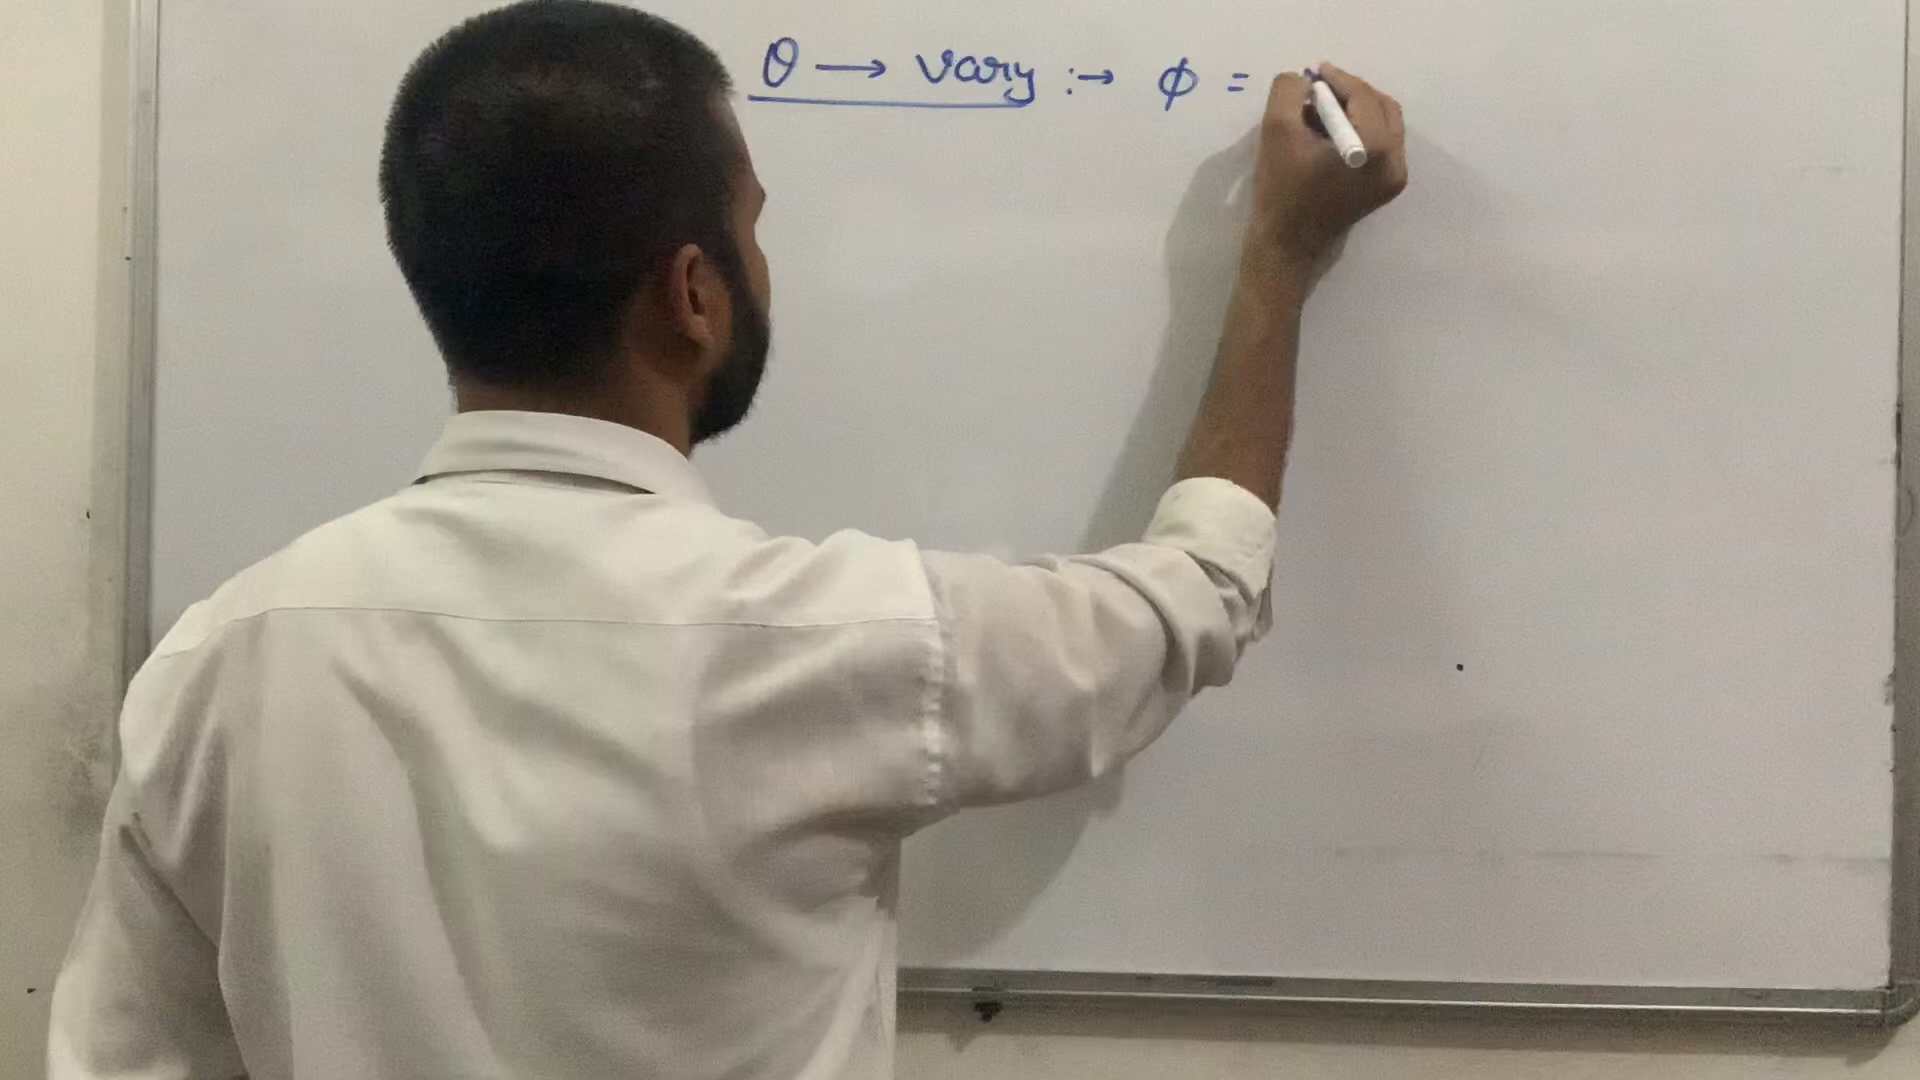 θ → vary :→ ϕ =